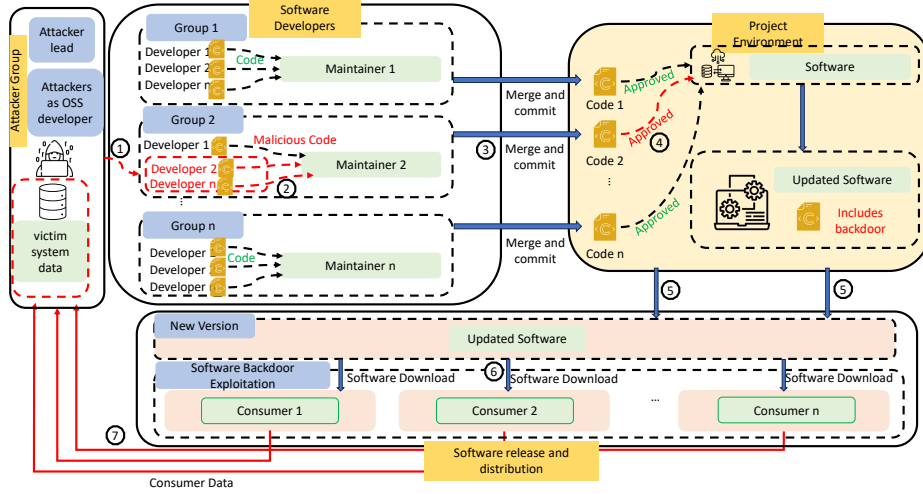 Attacker Group
Attacker
lead
Attackers
as OSS
developer
victim
system
data
1
Software
Developers
Group 1
Developer 1
Developer 2
Developer n
Code
Maintainer 1
Group 2
Developer 1
Malicious Code
Developer 2
Developer n
2
Maintainer 2
⋮
Group n
Developer
Developer
Developer
Code
Maintainer n
3
Merge and
commit
Merge and
commit
Merge and
commit
Project
Environment
Code 1
Approved
Code 2
Approved
4
...
Code n
Approved
Software
Updated Software
Includes
backdoor
5
5
New Version
Updated Software
Software Backdoor
Exploitation
6
Software Download
Software Download
Software Download
Consumer 1
Consumer 2
...
Consumer n
7
Software release and
distribution
Consumer Data